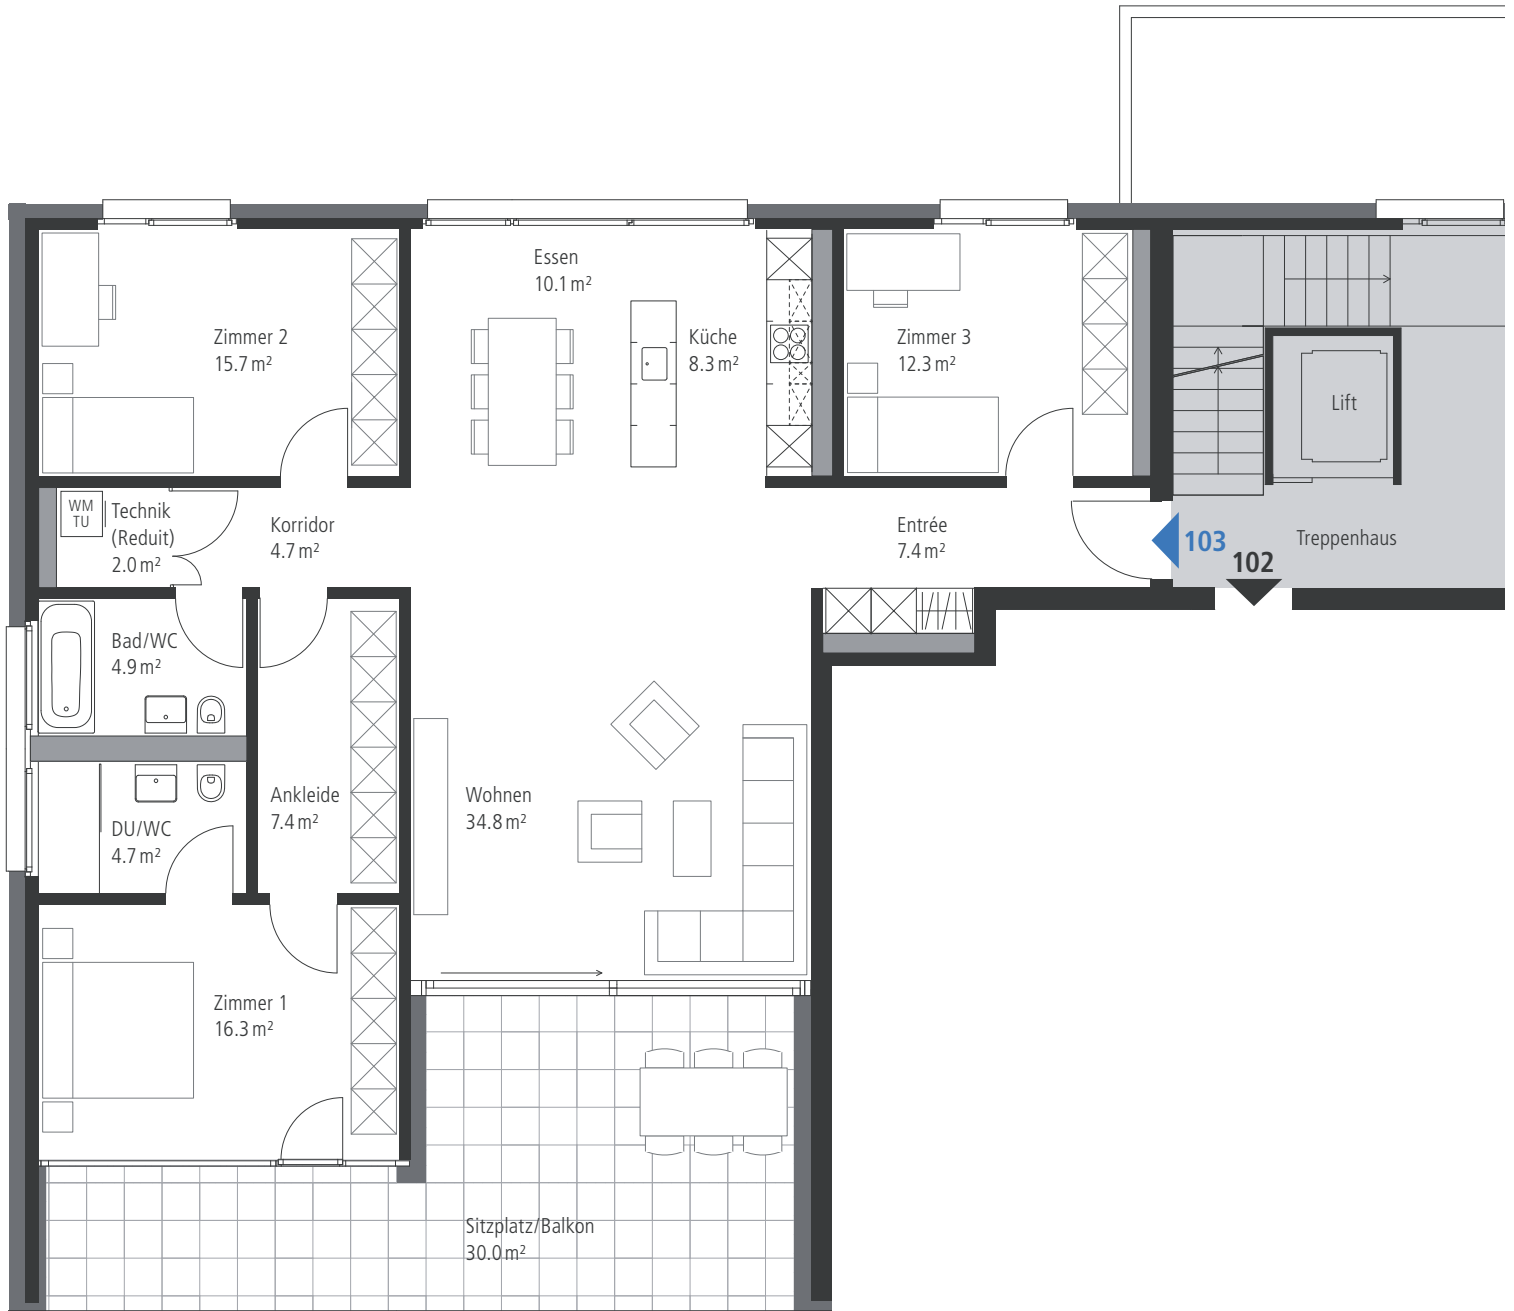 Essen
10.1 m²
Zimmer 2
15.7 m²
Küche
8.3 m²
Zimmer 3
12.3 m²
Lift
WM
TU
Technik
(Reduit)
2.0 m²
Korridor
4.7 m²
Entrée
7.4 m²
103
102
Treppenhaus
Bad/WC
4.9 m²
Ankleide
7.4 m²
Wohnen
34.8 m²
DU/WC
4.7 m²
Zimmer 1
16.3 m²
Sitzplatz/Balkon
30.0 m²